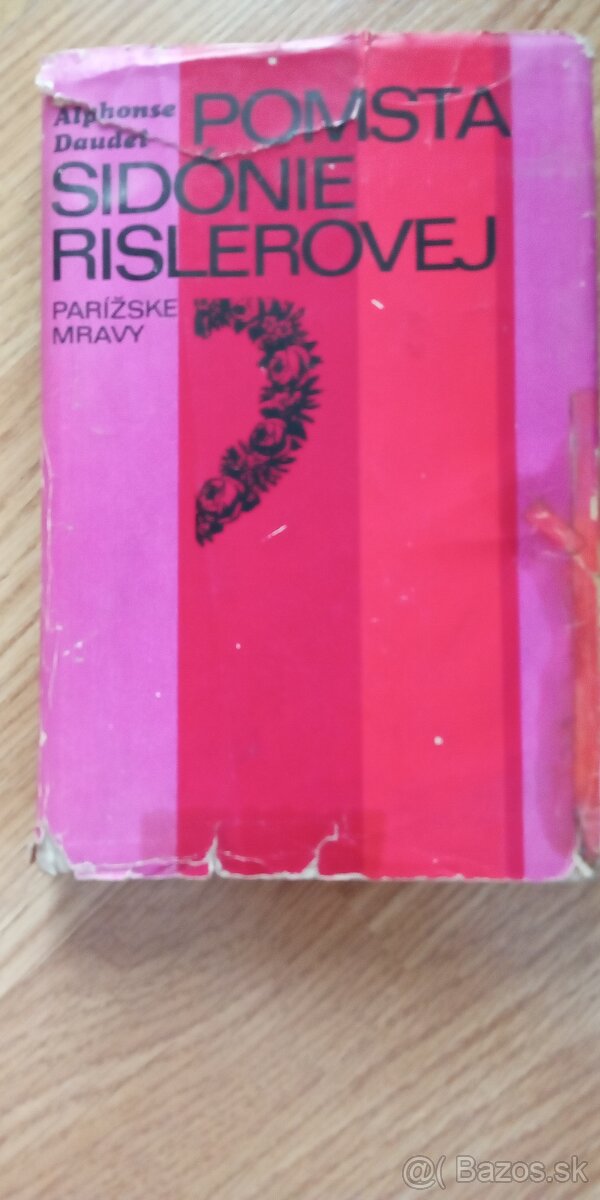 Alphonse
Daudet
POMSTA
SIDÓNIE
RISLEROVEJ
PARÍŽSKE
MRAVY
@( Bazos.sk